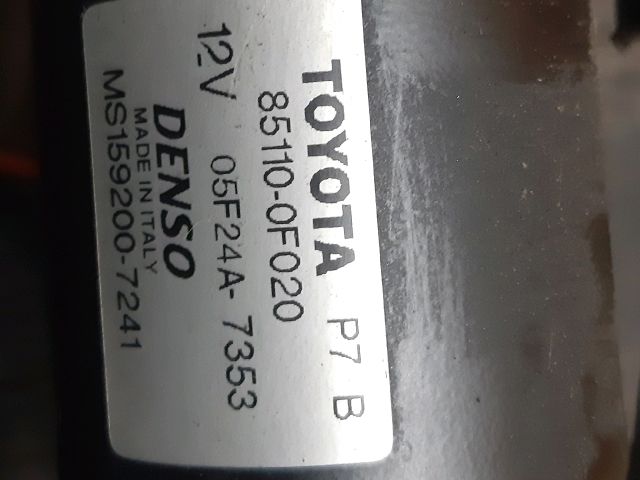 TOYOTA P7 B
85110-0F020
12V 05F24A-7353
DENSO
MADE IN ITALY
MS159200-7241